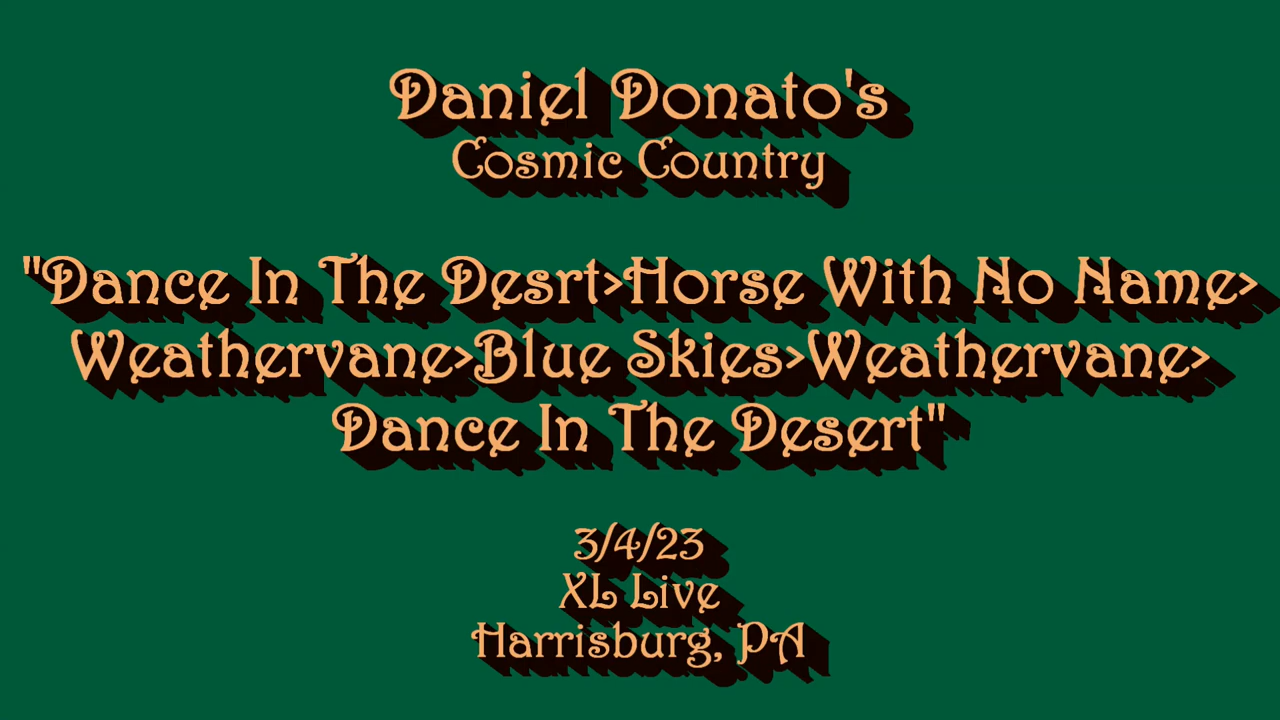 Daniel Donato's
Cosmic Country
"Dance In The Desrt>Horse With No Name>
Weathervane>Blue Skies>Weathervane>
Dance In The Desert"
3/4/23
XL Live
Harrisburg, PA